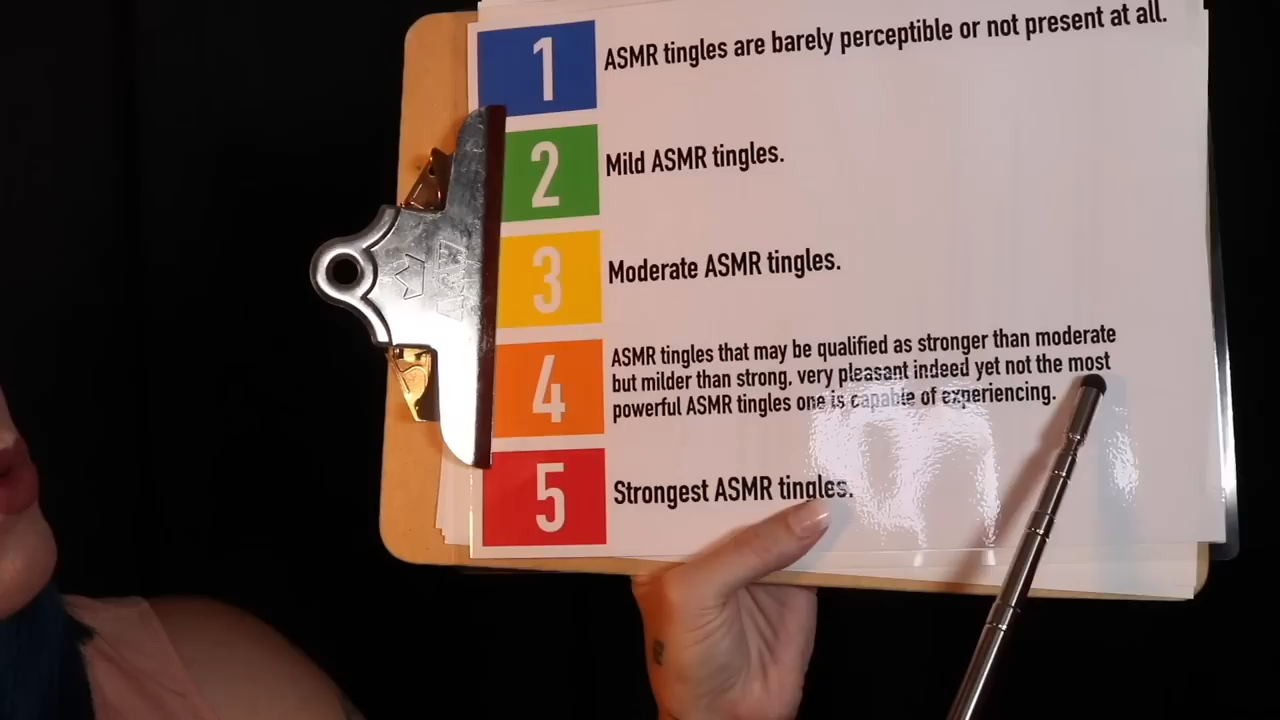 1 ASMR tingles are barely perceptible or not present at all.
2 Mild ASMR tingles.
3 Moderate ASMR tingles.
ASMR tingles that may be qualified as stronger than moderate
4 but milder than strong, very pleasant indeed yet not the most
powerful ASMR tingles one is capable of experiencing.
5 Strongest ASMR tingles.